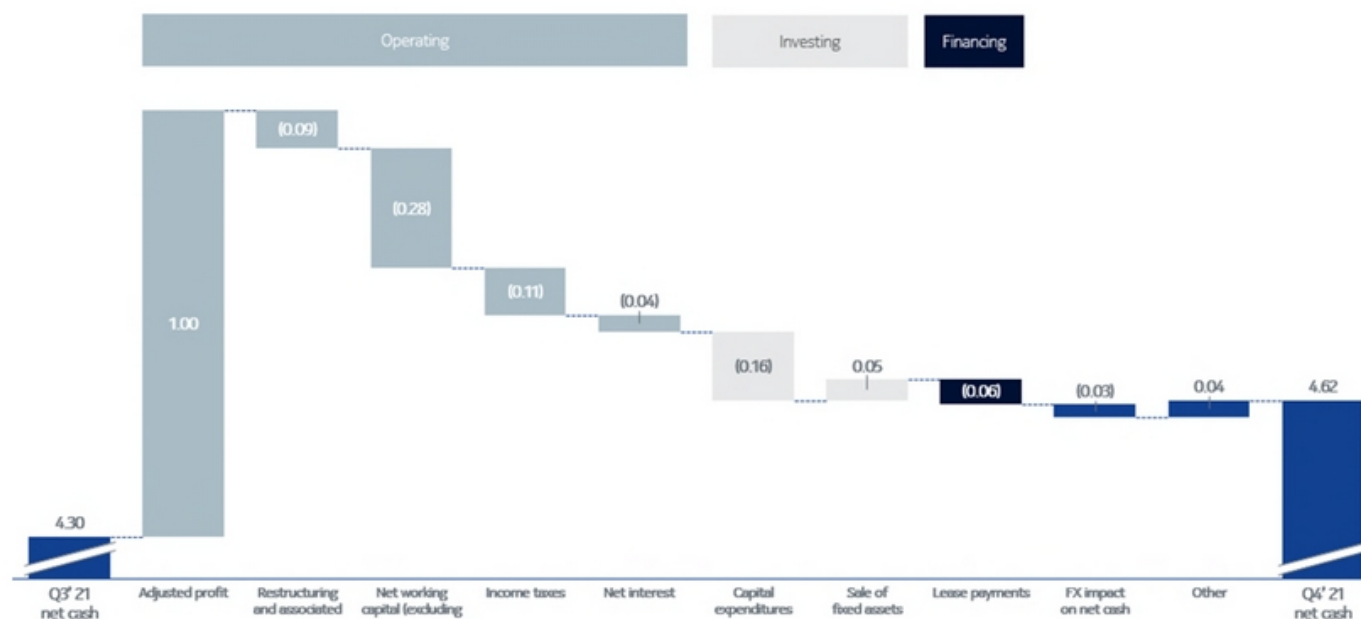 Operating
Investing
Financing
(0.09)
(0.28)
1.00
(0.11)
(0.04)
(0.16)
0.05
(0.06)
(0.03)
0.04
4.62
4.30
Q3' 21
net cash
Adjusted profit
Restructuring
and associated
Net working
capital (excluding
Income taxes
Net interest
Capital
expenditures
Sale of
fixed assets
Lease payments
FX impact
on net cash
Other
Q4' 21
net cash